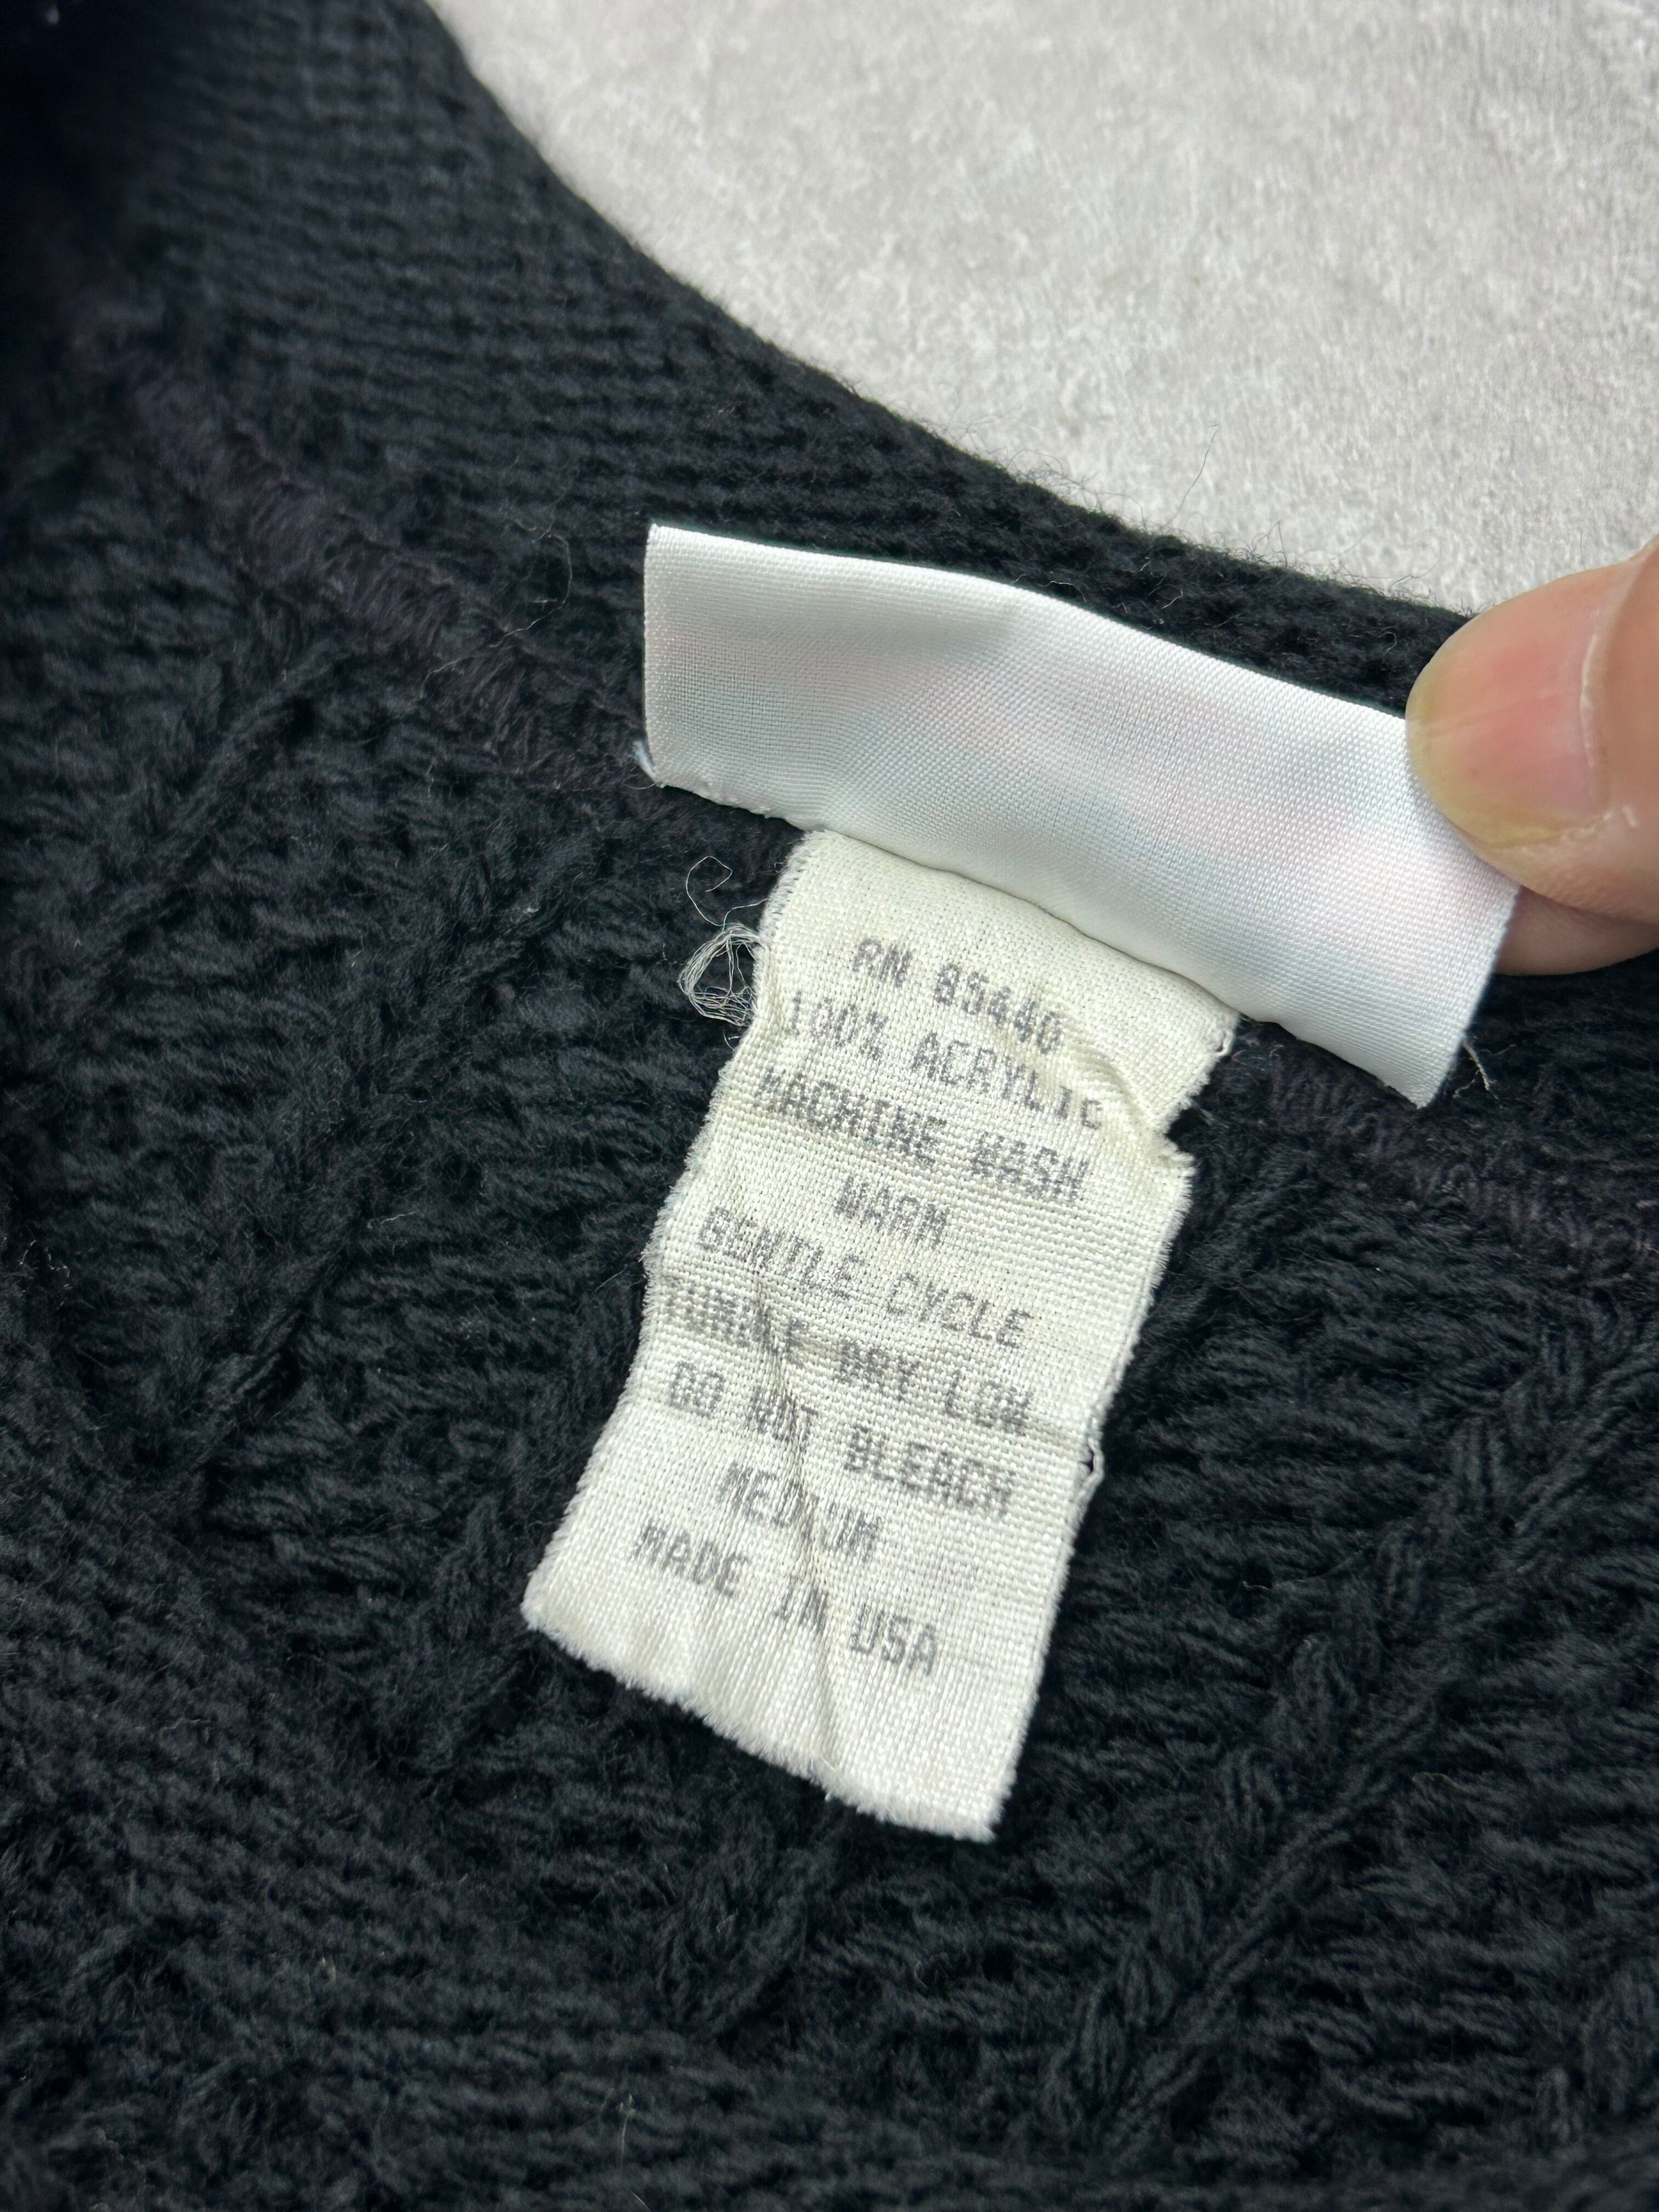 RN 85440
100% ACRYLIC
MACHINE WASH
WARM
GENTLE CYCLE
TUMBLE DRY LOW
DO NOT BLEACH
MEDIUM
MADE IN USA